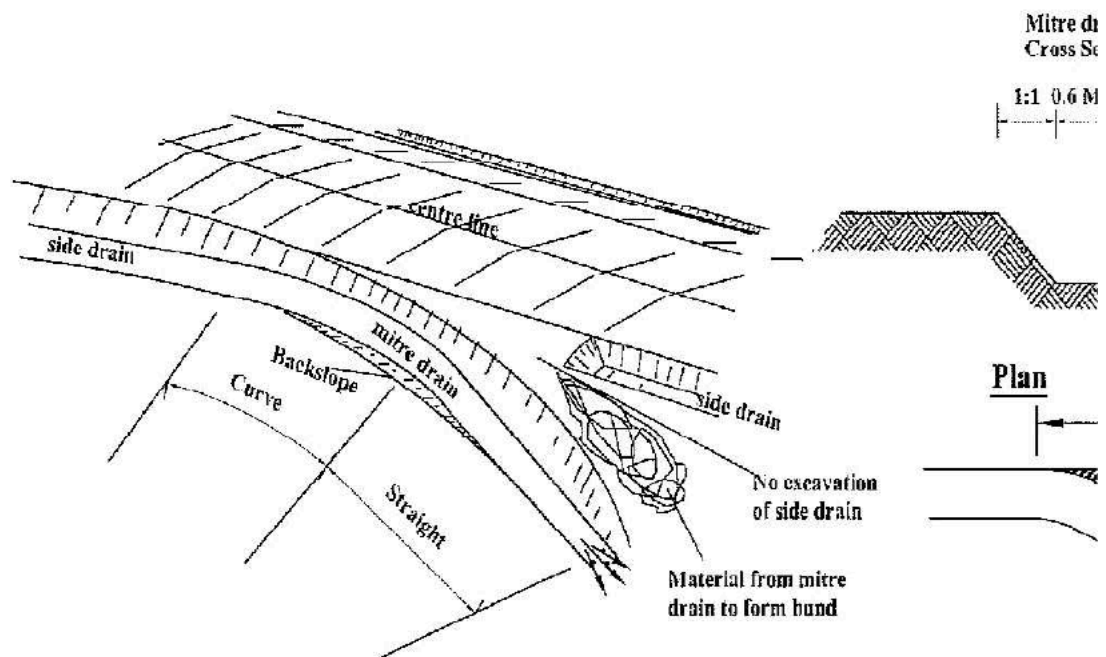 Mitre dr
Cross Se
1:1 0.6 M
centre line
side drain
mitre drain
Backslope
Curve
side drain
Plan
No excavation
of side drain
Straight
Material from mitre
drain to form bund